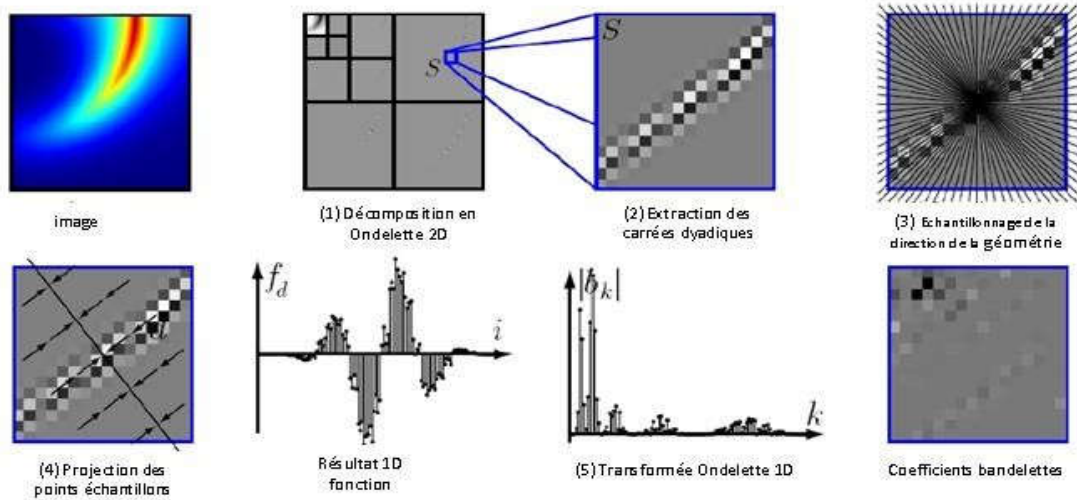 S
S
image
(1) Décomposition en
Ondelette 2D
(2) Extraction des
carrées dyadiques
(3) Echantillonnage de la
direction de la géométrie
f_d
i
|b_k|
k
d
(4) Projection des
points échantillons
Résultat 1D
fonction
(5) Transformée Ondelette 1D
Coefficients bandelettes